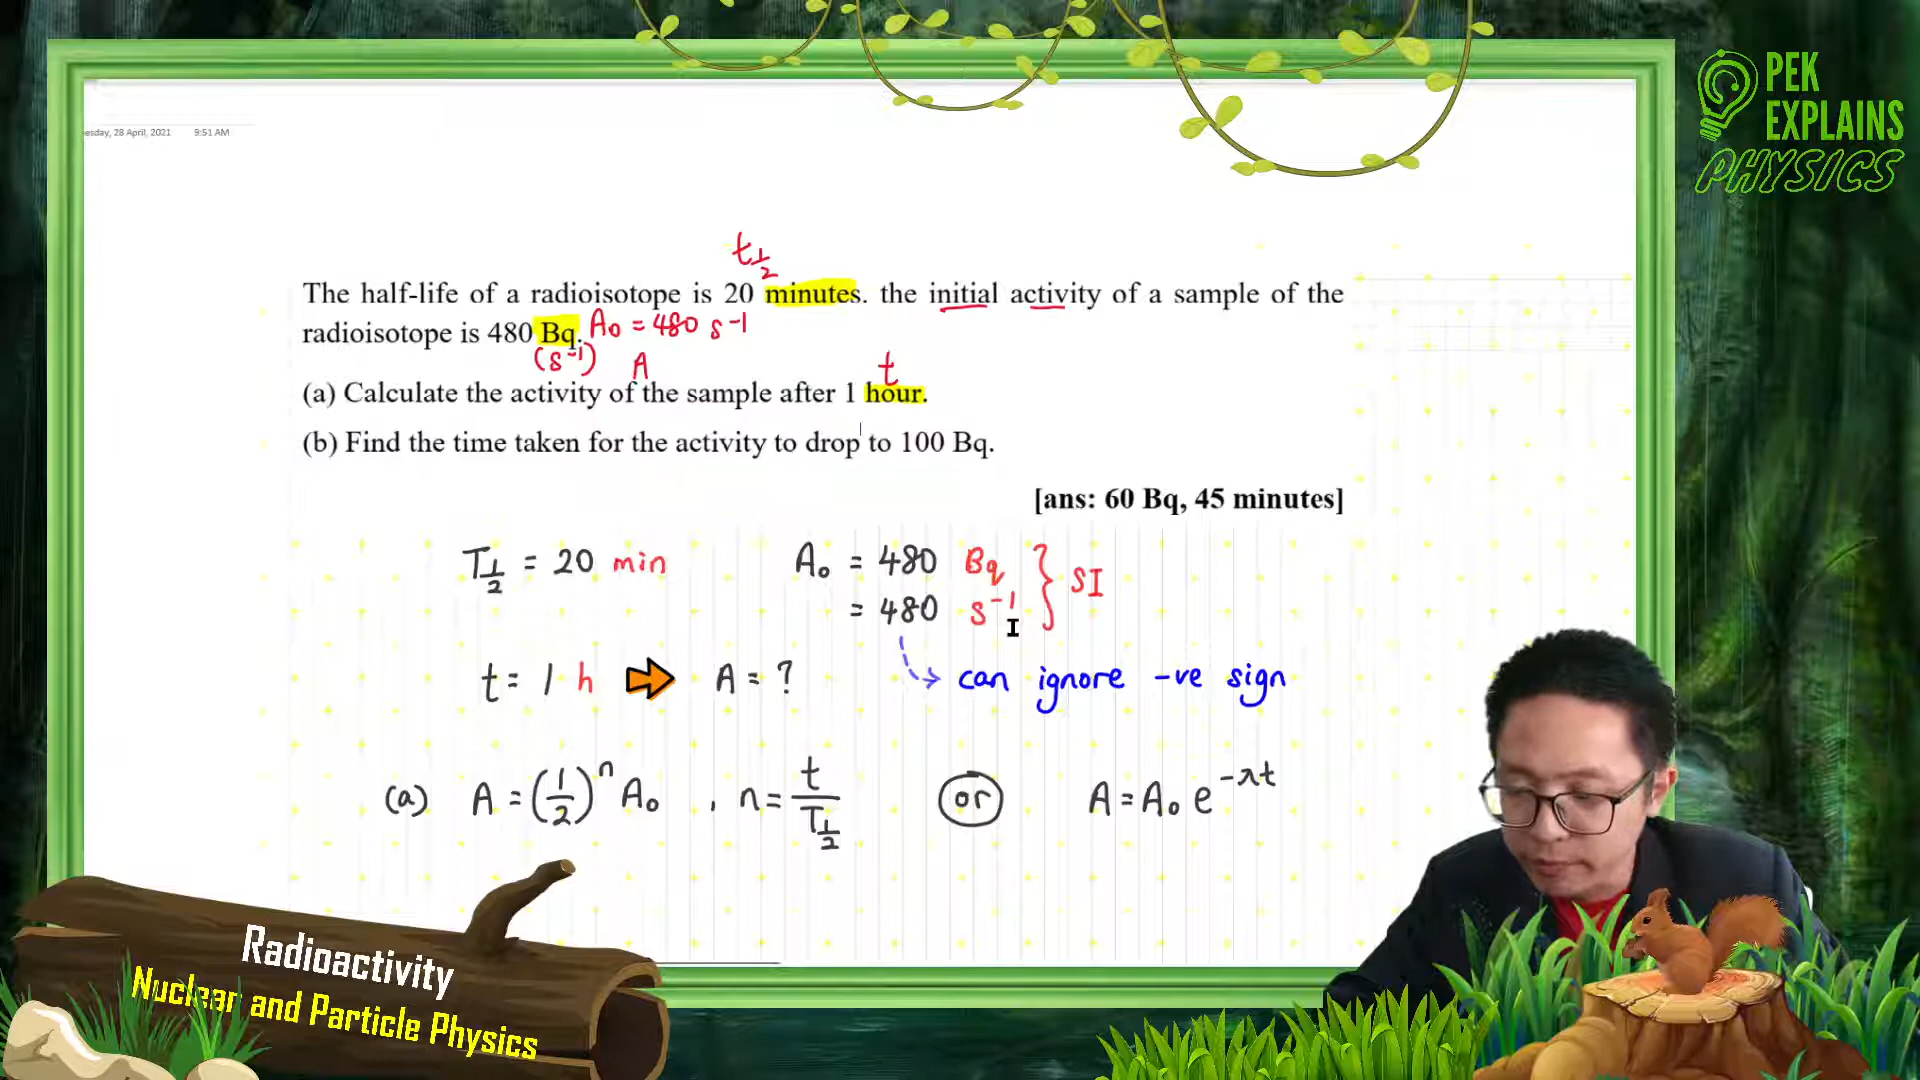 PEK
EXPLAINS
PHYSICS
esday, 28 April, 2021 9:51 AM
t½
The half-life of a radioisotope is 20 minutes. the initial activity of a sample of the
radioisotope is 480 Bq. A₀ = 480 s⁻¹
(s⁻¹) A t
(a) Calculate the activity of the sample after 1 hour.
(b) Find the time taken for the activity to drop to 100 Bq.
[ans: 60 Bq, 45 minutes]
T½ = 20 min A₀ = 480 Bq } SI
= 480 s⁻¹
t = 1 h A = ? can ignore -ve sign
(a) A = (1/2)ⁿ A₀ , n = t/T½ or A = A₀ e^-λt
Radioactivity
Nuclear and Particle Physics